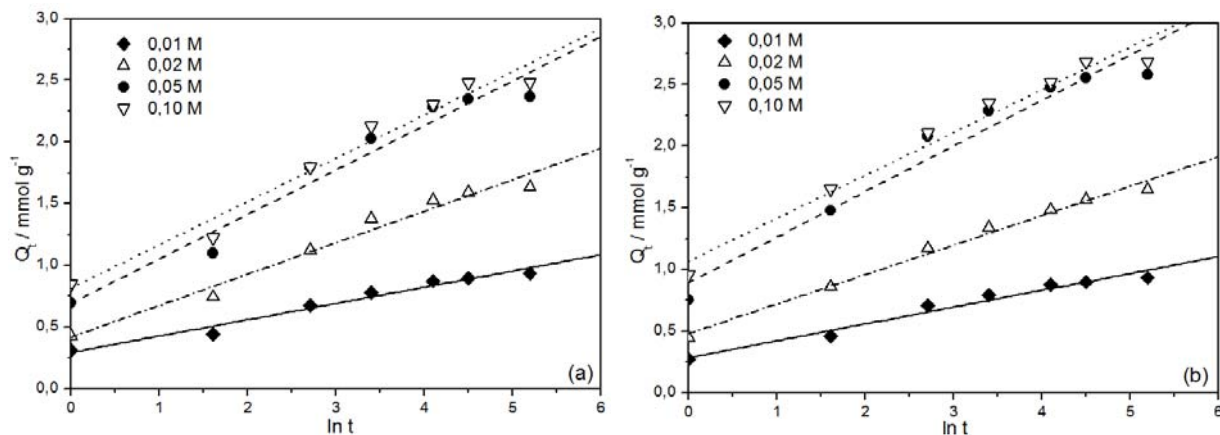 3,0
2,5
2,0
1,5
1,0
0,5
0,0
Q_t / mmol g^-1
0,01 M
0,02 M
0,05 M
0,10 M
(a)
0 1 2 3 4 5 6
ln t
3,0
2,5
2,0
1,5
1,0
0,5
0,0
Q_t / mmol g^-1
0,01 M
0,02 M
0,05 M
0,10 M
(b)
0 1 2 3 4 5 6
ln t